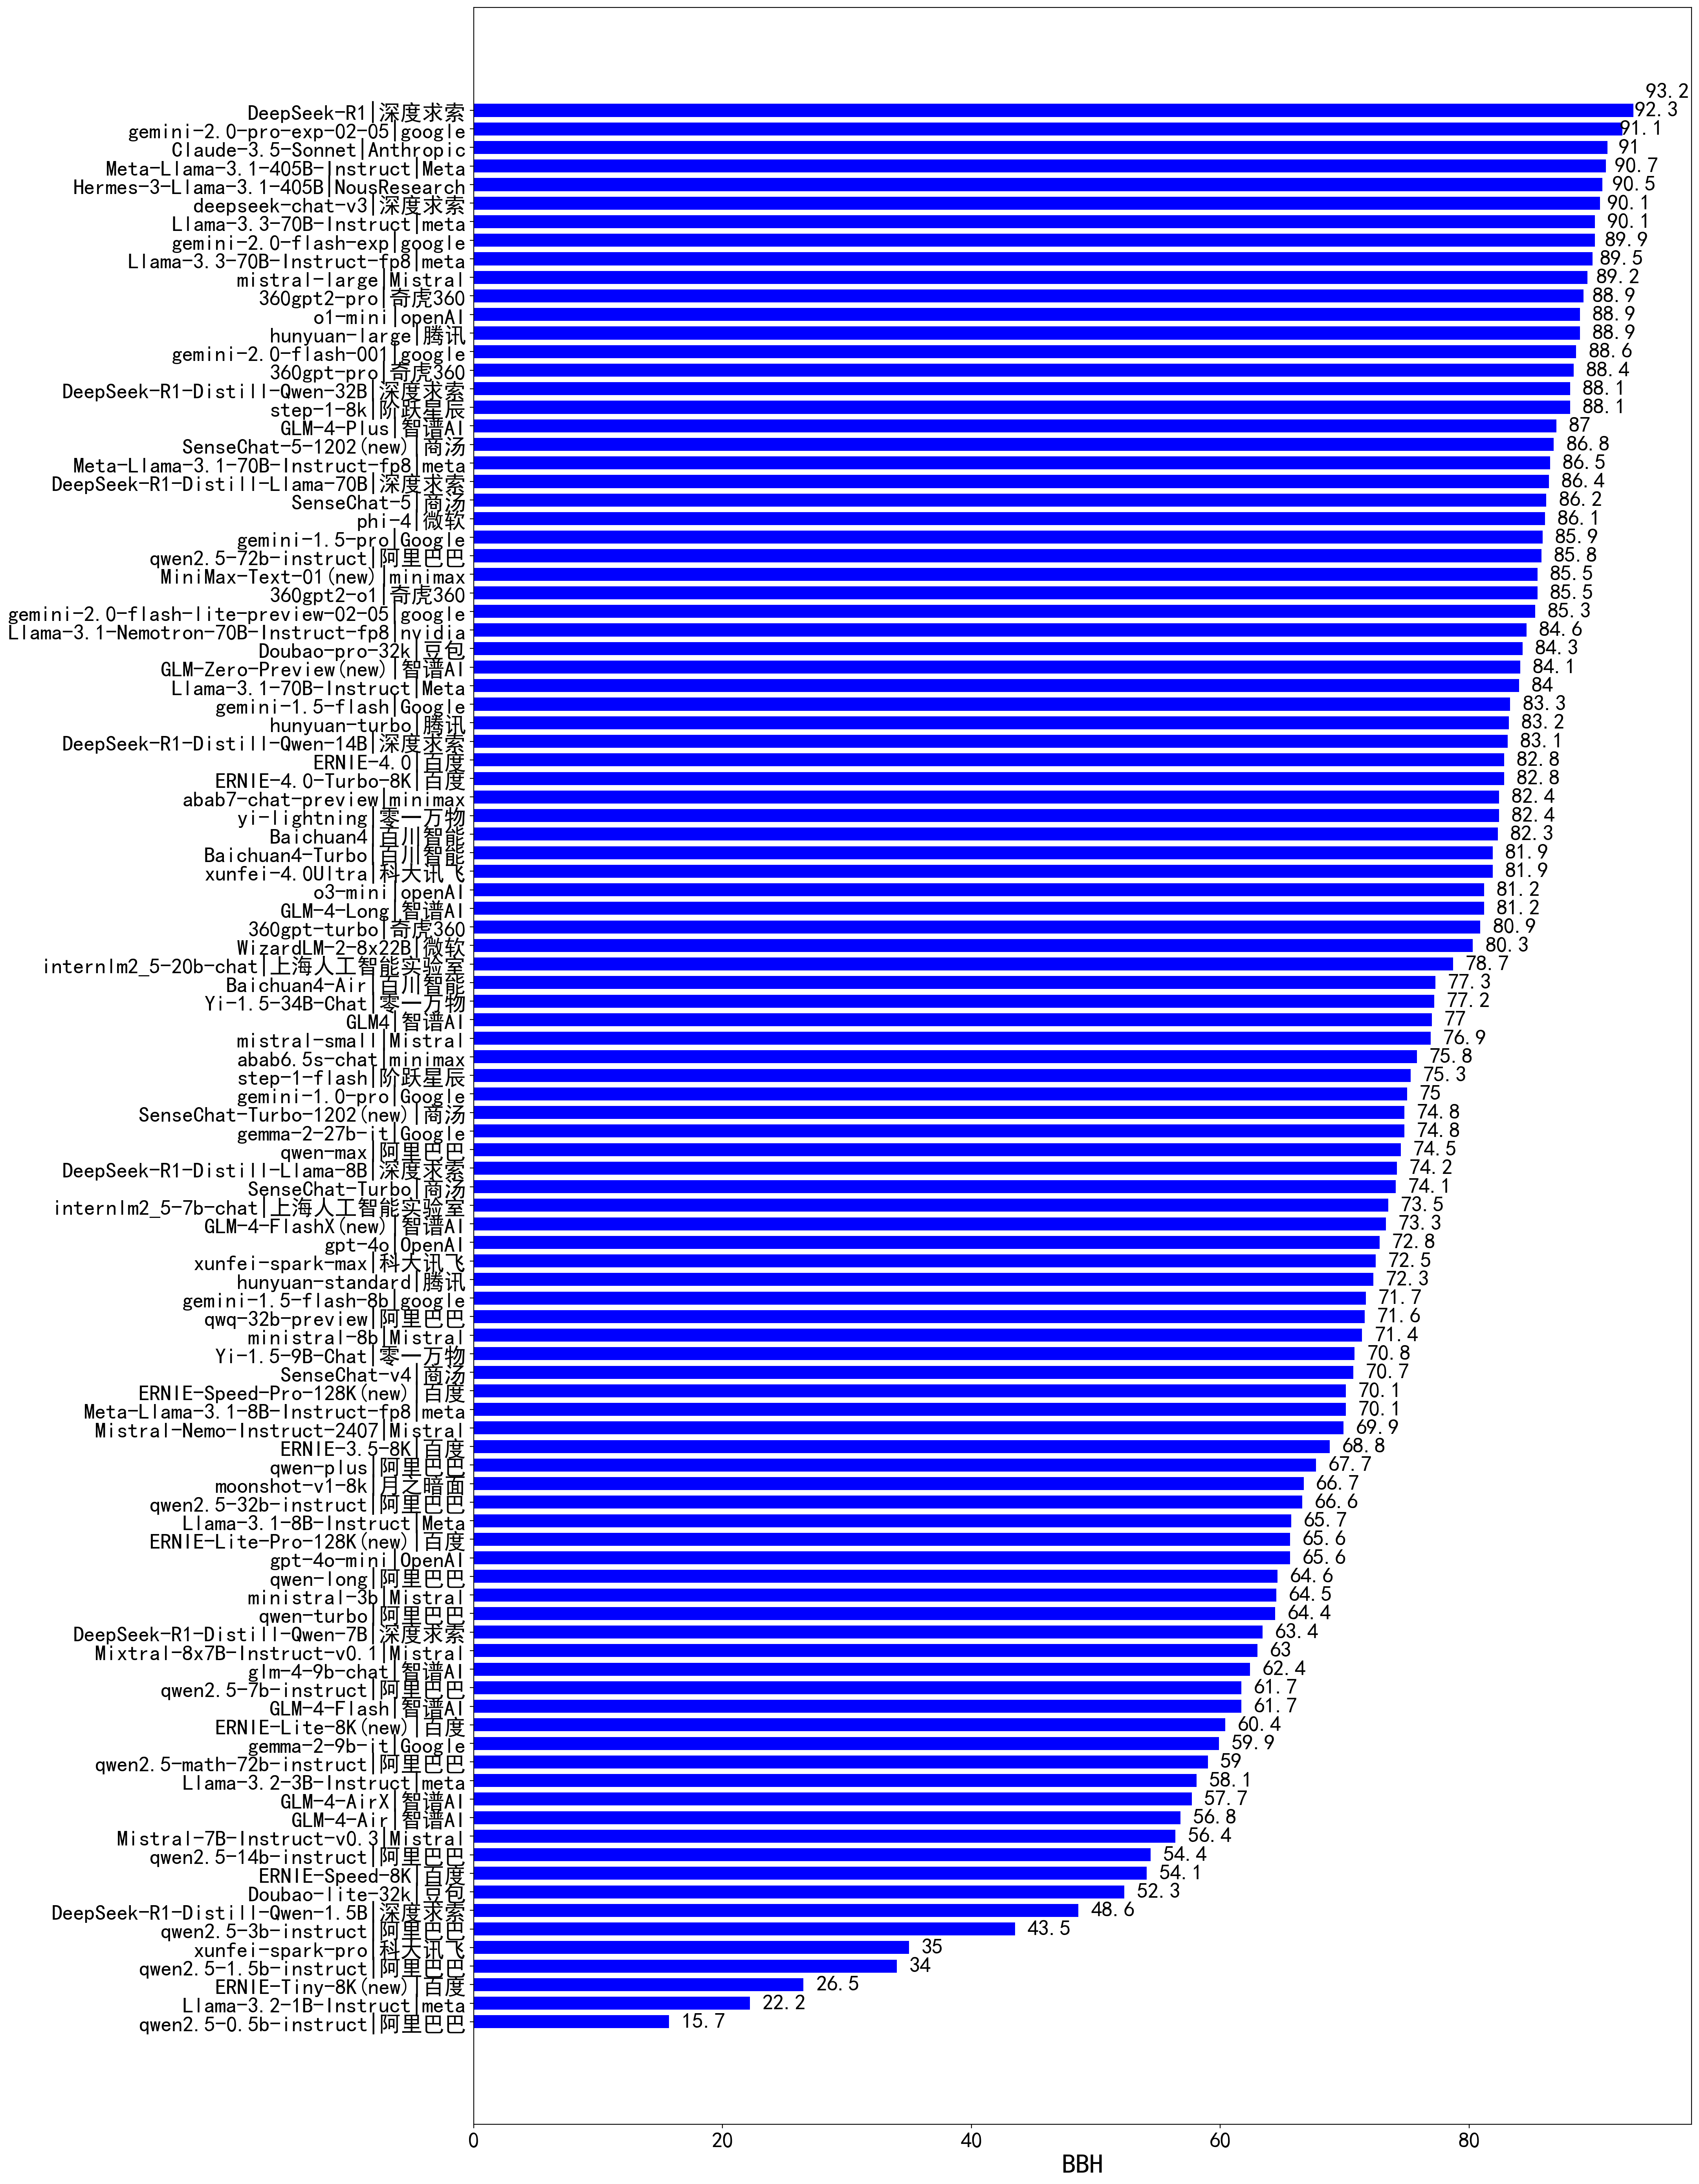 93.2
DeepSeek-R1|深度求索 92.3
gemini-2.0-pro-exp-02-05|google 91.1
Claude-3.5-Sonnet|Anthropic 91
Meta-Llama-3.1-405B-Instruct|Meta 90.7
Hermes-3-Llama-3.1-405B|NousResearch 90.5
deepseek-chat-v3|深度求索 90.1
Llama-3.3-70B-Instruct|meta 90.1
gemini-2.0-flash-exp|google 89.9
Llama-3.3-70B-Instruct-fp8|meta 89.5
mistral-large|Mistral 89.2
360gpt2-pro|奇虎360 88.9
o1-mini|openAI 88.9
hunyuan-large|腾讯 88.9
gemini-2.0-flash-001|google 88.6
360gpt-pro|奇虎360 88.4
DeepSeek-R1-Distill-Qwen-32B|深度求索 88.1
step-1-8k|阶跃星辰 88.1
GLM-4-Plus|智谱AI 87
SenseChat-5-1202(new)|商汤 86.8
Meta-Llama-3.1-70B-Instruct-fp8|meta 86.5
DeepSeek-R1-Distill-Llama-70B|深度求索 86.4
SenseChat-5|商汤 86.2
phi-4|微软 86.1
gemini-1.5-pro|Google 85.9
qwen2.5-72b-instruct|阿里巴巴 85.8
MiniMax-Text-01(new)|minimax 85.5
360gpt2-o1|奇虎360 85.5
gemini-2.0-flash-lite-preview-02-05|google 85.3
Llama-3.1-Nemotron-70B-Instruct-fp8|nvidia 84.6
Doubao-pro-32k|豆包 84.3
GLM-Zero-Preview(new)|智谱AI 84.1
Llama-3.1-70B-Instruct|Meta 84
gemini-1.5-flash|Google 83.3
hunyuan-turbo|腾讯 83.2
DeepSeek-R1-Distill-Qwen-14B|深度求索 83.1
ERNIE-4.0|百度 82.8
ERNIE-4.0-Turbo-8K|百度 82.8
abab7-chat-preview|minimax 82.4
yi-lightning|零一万物 82.4
Baichuan4|百川智能 82.3
Baichuan4-Turbo|百川智能 81.9
xunfei-4.0Ultra|科大讯飞 81.9
o3-mini|openAI 81.2
GLM-4-Long|智谱AI 81.2
360gpt-turbo|奇虎360 80.9
WizardLM-2-8x22B|微软 80.3
internlm2_5-20b-chat|上海人工智能实验室 78.7
Baichuan4-Air|百川智能 77.3
Yi-1.5-34B-Chat|零一万物 77.2
GLM4|智谱AI 77
mistral-small|Mistral 76.9
abab6.5s-chat|minimax 75.8
step-1-flash|阶跃星辰 75.3
gemini-1.0-pro|Google 75
SenseChat-Turbo-1202(new)|商汤 74.8
gemma-2-27b-it|Google 74.8
qwen-max|阿里巴巴 74.5
DeepSeek-R1-Distill-Llama-8B|深度求索 74.2
SenseChat-Turbo|商汤 74.1
internlm2_5-7b-chat|上海人工智能实验室 73.5
GLM-4-FlashX(new)|智谱AI 73.3
gpt-4o|OpenAI 72.8
xunfei-spark-max|科大讯飞 72.5
hunyuan-standard|腾讯 72.3
gemini-1.5-flash-8b|google 71.7
qwq-32b-preview|阿里巴巴 71.6
ministral-8b|Mistral 71.4
Yi-1.5-9B-Chat|零一万物 70.8
SenseChat-v4|商汤 70.7
ERNIE-Speed-Pro-128K(new)|百度 70.1
Meta-Llama-3.1-8B-Instruct-fp8|meta 70.1
Mistral-Nemo-Instruct-2407|Mistral 69.9
ERNIE-3.5-8K|百度 68.8
qwen-plus|阿里巴巴 67.7
moonshot-v1-8k|月之暗面 66.7
qwen2.5-32b-instruct|阿里巴巴 66.6
Llama-3.1-8B-Instruct|Meta 65.7
ERNIE-Lite-Pro-128K(new)|百度 65.6
gpt-4o-mini|OpenAI 65.6
qwen-long|阿里巴巴 64.6
ministral-3b|Mistral 64.5
qwen-turbo|阿里巴巴 64.4
DeepSeek-R1-Distill-Qwen-7B|深度求索 63.4
Mixtral-8x7B-Instruct-v0.1|Mistral 63
glm-4-9b-chat|智谱AI 62.4
qwen2.5-7b-instruct|阿里巴巴 61.7
GLM-4-Flash|智谱AI 61.7
ERNIE-Lite-8K(new)|百度 60.4
gemma-2-9b-it|Google 59.9
qwen2.5-math-72b-instruct|阿里巴巴 59
Llama-3.2-3B-Instruct|meta 58.1
GLM-4-AirX|智谱AI 57.7
GLM-4-Air|智谱AI 56.8
Mistral-7B-Instruct-v0.3|Mistral 56.4
qwen2.5-14b-instruct|阿里巴巴 54.4
ERNIE-Speed-8K|百度 54.1
Doubao-lite-32k|豆包 52.3
DeepSeek-R1-Distill-Qwen-1.5B|深度求索 48.6
qwen2.5-3b-instruct|阿里巴巴 43.5
xunfei-spark-pro|科大讯飞 35
qwen2.5-1.5b-instruct|阿里巴巴 34
ERNIE-Tiny-8K(new)|百度 26.5
Llama-3.2-1B-Instruct|meta 22.2
qwen2.5-0.5b-instruct|阿里巴巴 15.7
0 20 40 60 80
BBH